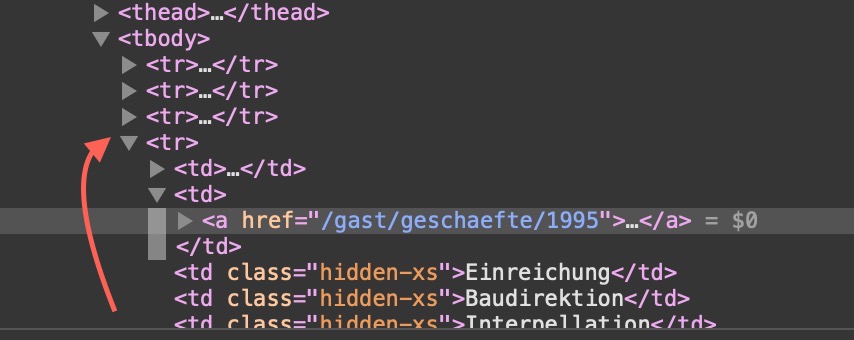 ▶ <thead>…</thead>
▼ <tbody>
▶ <tr>…</tr>
▶ <tr>…</tr>
▶ <tr>…</tr>
▼ <tr>
▶ <td>…</td>
▼ <td>
▶ <a href="/gast/geschaefte/1995">…</a> = $0
</td>
<td class="hidden-xs">Einreichung</td>
<td class="hidden-xs">Baudirektion</td>
<td class="hidden-xs">Interpellation</td>